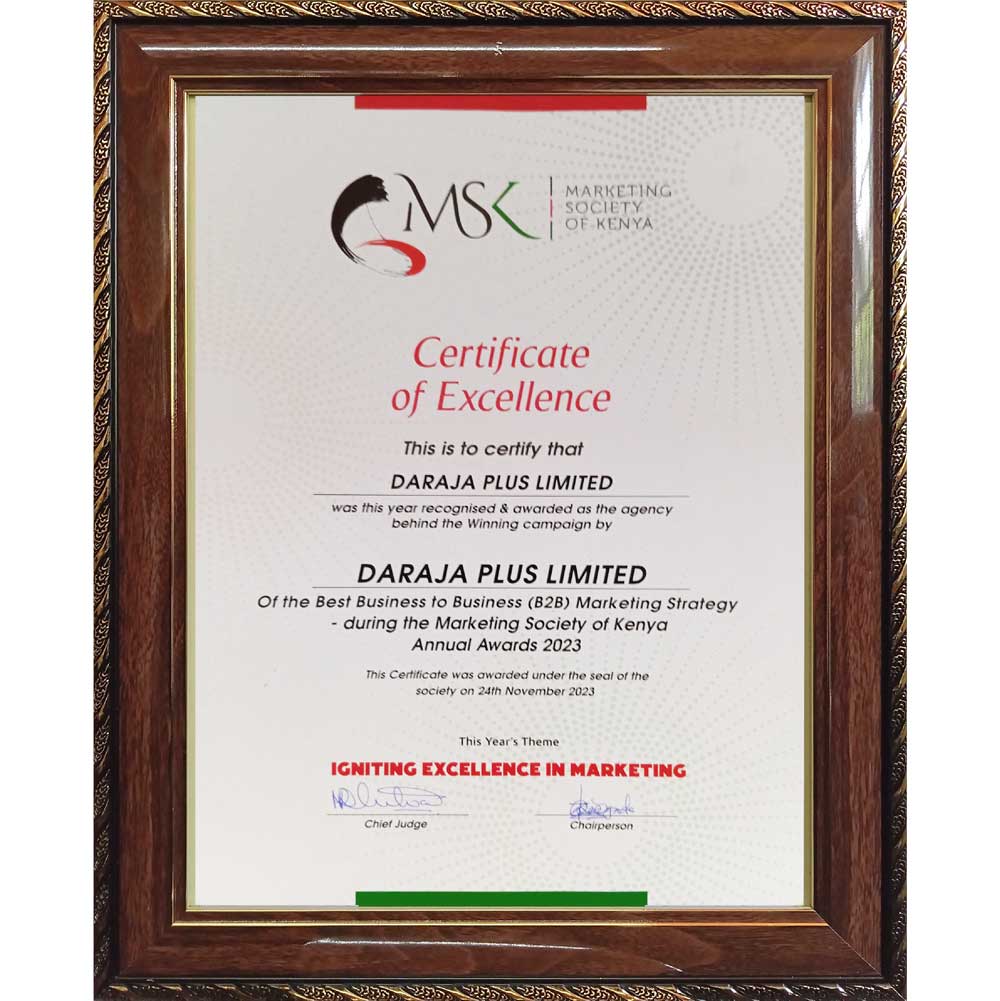 MSK
MARKETING
SOCIETY
OF KENYA
Certificate
of Excellence
This is to certify that
DARAJA PLUS LIMITED
was this year recognised & awarded as the agency
behind the Winning campaign by
DARAJA PLUS LIMITED
Of the Best Business to Business (B2B) Marketing Strategy
- during the Marketing Society of Kenya
Annual Awards 2023
This Certificate was awarded under the seal of the
society on 24th November 2023
This Year's Theme
IGNITING EXCELLENCE IN MARKETING
Chief Judge
Chairperson